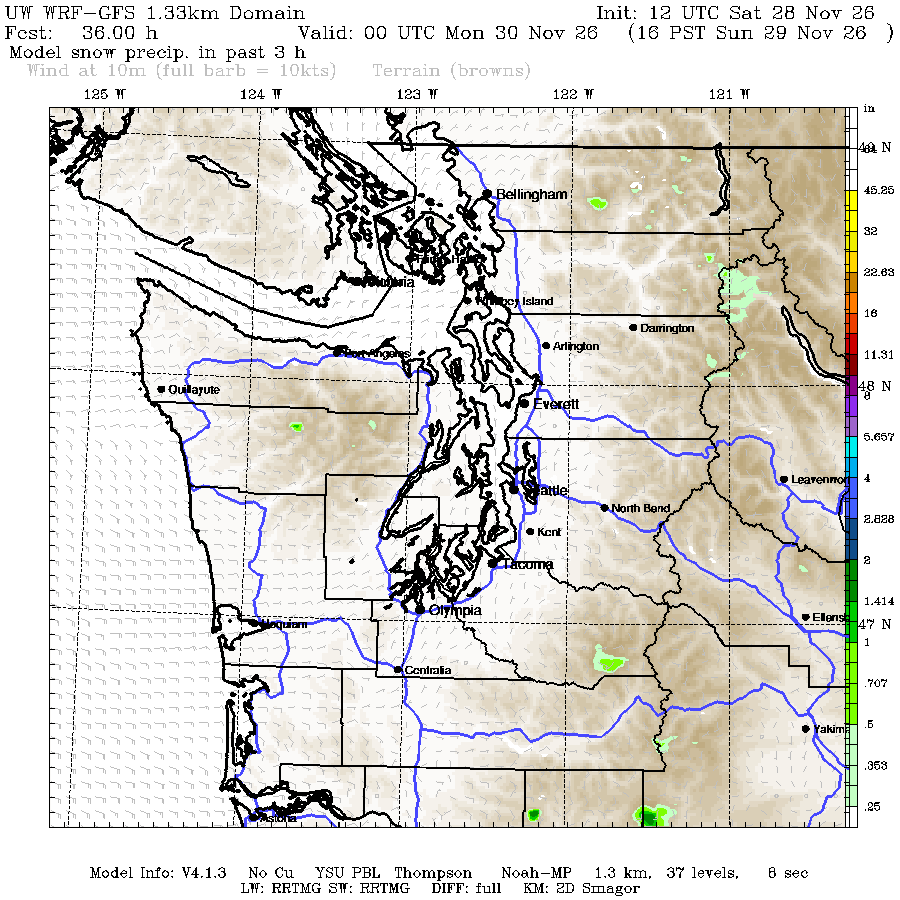 UW WRF-GFS 1.33km Domain Init: 12 UTC Sat 28 Nov 26
Fcst: 36.00 h Valid: 00 UTC Mon 30 Nov 26 (16 PST Sun 29 Nov 26 )
Model snow precip. in past 3 h
Wind at 10m (full barb = 10kts) Terrain (browns)
125 W 124 W 123 W 122 W 121 W
in
49 N
Bellingham
45.25
32
22.63
Whidbey Island
16
Darrington
Arlington
Port Angeles
11.31
Quillayute
48 N
8
Everett
5.657
Leavenwor
4
Seattle
North Bend
2.828
Kent
Tacoma
2
1.414
Olympia
Ellens
Hoquiam
47 N
1
Centralia
.707
.5
Yakima
.353
.25
Astoria
Model Info: V4.1.3 No Cu YSU PBL Thompson Noah-MP 1.3 km, 37 levels, 8 sec
LW: RRTMG SW: RRTMG DIFF: full KM: 2D Smagor